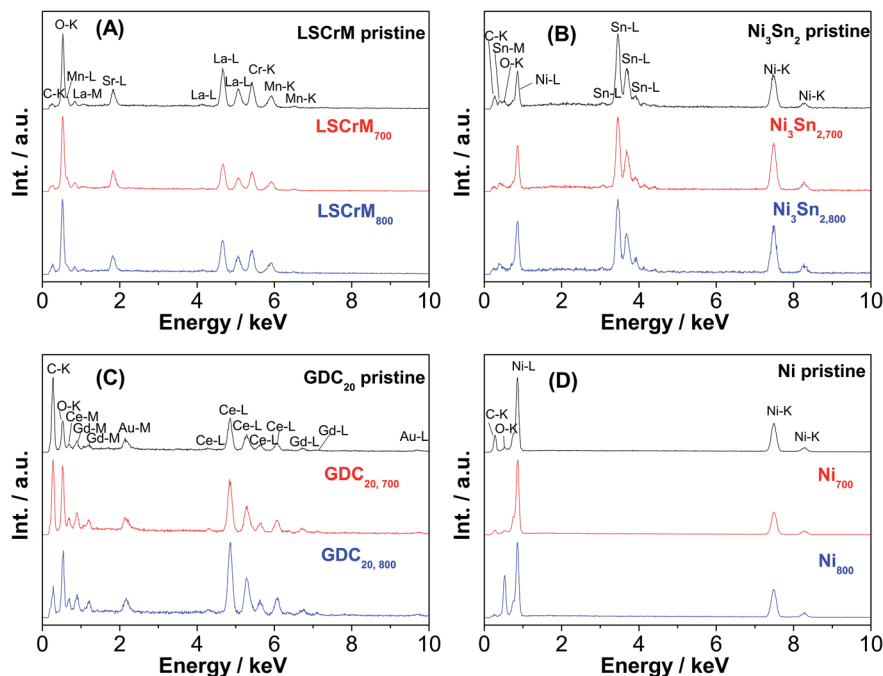 (A)
LSCrM pristine
O-K
Mn-L
C-K
La-M
Sr-L
La-L
La-L
La-L
Cr-K
Mn-K
Mn-K
LSCrM700
LSCrM800
Int. / a.u.
0 2 4 6 8 10
Energy / keV
(B)
Ni3Sn2 pristine
C-K
Sn-M
O-K
Ni-L
Sn-L
Sn-L
Sn-L
Sn-L
Ni-K
Ni-K
Ni3Sn2,700
Ni3Sn2,800
Int. / a.u.
0 2 4 6 8 10
Energy / keV
(C)
GDC20 pristine
C-K
O-K
Ce-M
Gd-M
Gd-M
Au-M
Ce-L
Ce-L
Ce-L
Ce-L
Ce-L
Gd-L
Gd-L
Au-L
GDC20, 700
GDC20, 800
Int. / a.u.
0 2 4 6 8 10
Energy / keV
(D)
Ni pristine
Ni-L
C-K
O-K
Ni-K
Ni-K
Ni700
Ni800
Int. / a.u.
0 2 4 6 8 10
Energy / keV